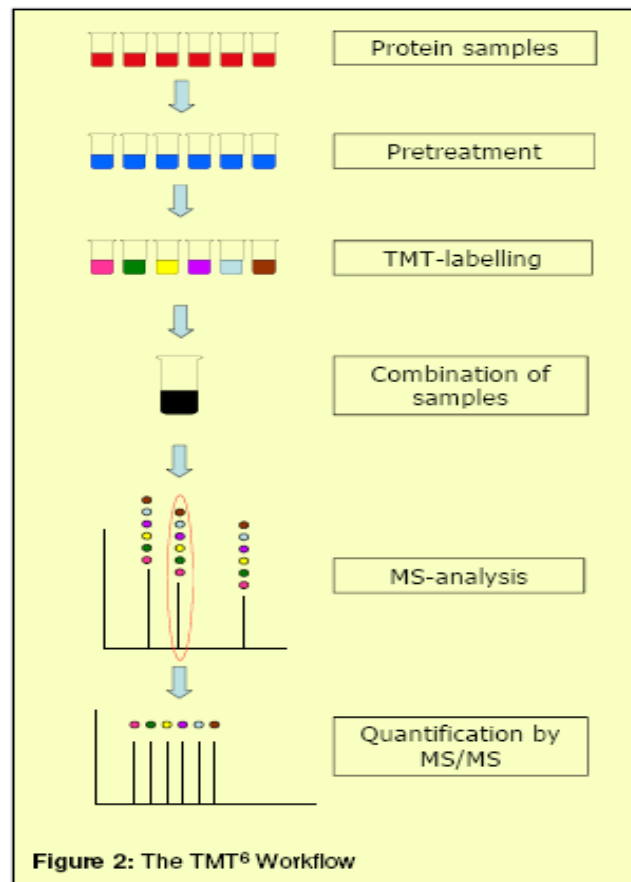 Protein samples
Pretreatment
TMT-labelling
Combination of
samples
MS-analysis
Quantification by
MS/MS
Figure 2: The TMT⁶ Workflow